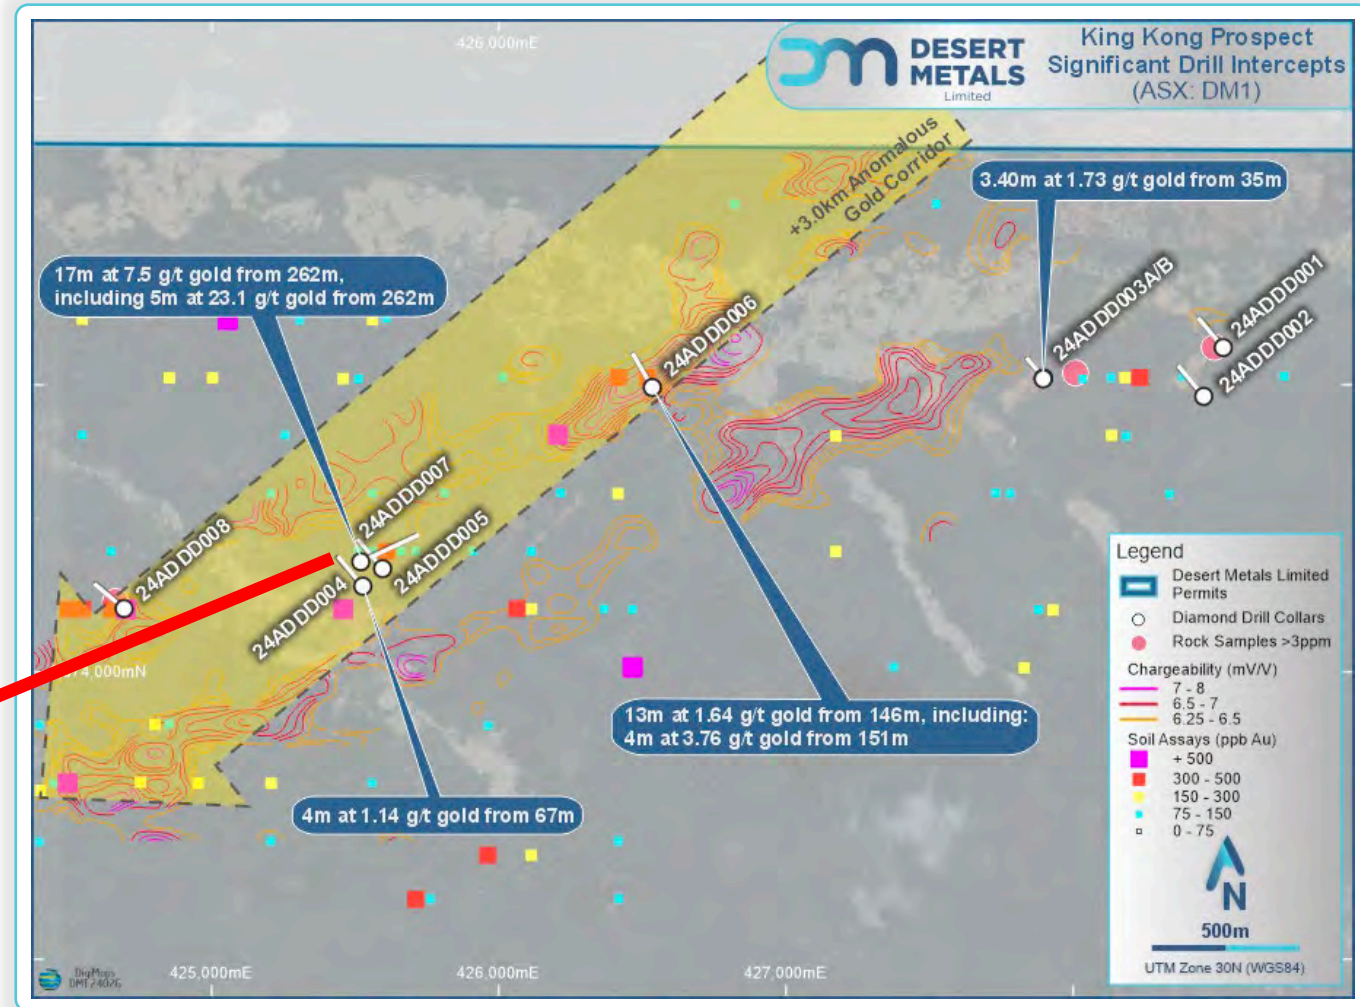 426,000mE
DM DESERT
METALS
Limited
King Kong Prospect
Significant Drill Intercepts
(ASX: DM1)
+3.0km Anomalous
Gold Corridor
3.40m at 1.73 g/t gold from 35m
17m at 7.5 g/t gold from 262m,
including 5m at 23.1 g/t gold from 262m
24ADDD003A/B
24ADDD001
24ADDD002
24ADDD006
24ADDD007
24ADDD005
24ADDD008
24ADDD004
74,000mN
13m at 1.64 g/t gold from 146m, including:
4m at 3.76 g/t gold from 151m
4m at 1.14 g/t gold from 67m
Legend
Desert Metals Limited
Permits
Diamond Drill Collars
Rock Samples >3ppm
Chargeability (mV/V)
7 - 8
6.5 - 7
6.25 - 6.5
Soil Assays (ppb Au)
+ 500
300 - 500
150 - 300
75 - 150
0 - 75
N
500m
UTM Zone 30N (WGS84)
DigMaps
425,000mE
426,000mE
427,000mE